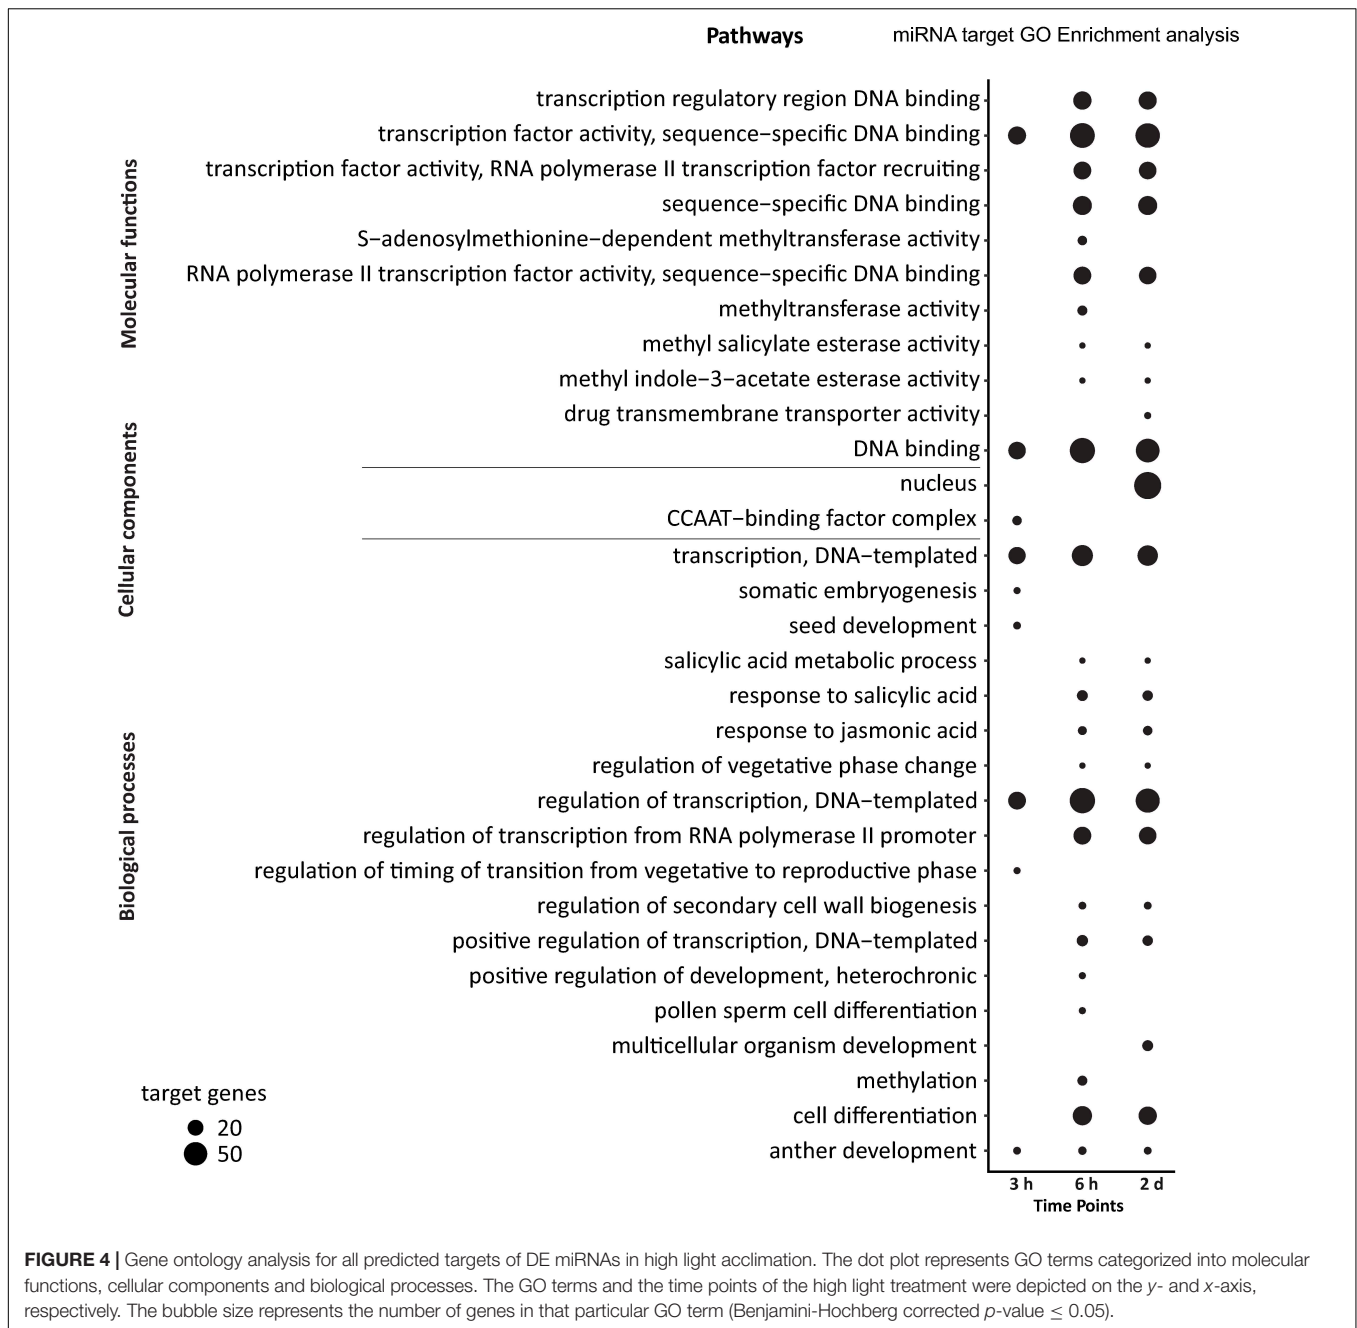 Pathways
miRNA target GO Enrichment analysis
Molecular functions
transcription regulatory region DNA binding
transcription factor activity, sequence−specific DNA binding
transcription factor activity, RNA polymerase II transcription factor recruiting
sequence−specific DNA binding
S−adenosylmethionine−dependent methyltransferase activity
RNA polymerase II transcription factor activity, sequence−specific DNA binding
methyltransferase activity
methyl salicylate esterase activity
methyl indole−3−acetate esterase activity
drug transmembrane transporter activity
DNA binding
Cellular components
nucleus
CCAAT−binding factor complex
Biological processes
transcription, DNA−templated
somatic embryogenesis
seed development
salicylic acid metabolic process
response to salicylic acid
response to jasmonic acid
regulation of vegetative phase change
regulation of transcription, DNA−templated
regulation of transcription from RNA polymerase II promoter
regulation of timing of transition from vegetative to reproductive phase
regulation of secondary cell wall biogenesis
positive regulation of transcription, DNA−templated
positive regulation of development, heterochronic
pollen sperm cell differentiation
multicellular organism development
methylation
cell differentiation
anther development
target genes
20
50
3 h 6 h 2 d
Time Points
FIGURE 4 | Gene ontology analysis for all predicted targets of DE miRNAs in high light acclimation. The dot plot represents GO terms categorized into molecular
functions, cellular components and biological processes. The GO terms and the time points of the high light treatment were depicted on the y- and x-axis,
respectively. The bubble size represents the number of genes in that particular GO term (Benjamini-Hochberg corrected p-value ≤ 0.05).